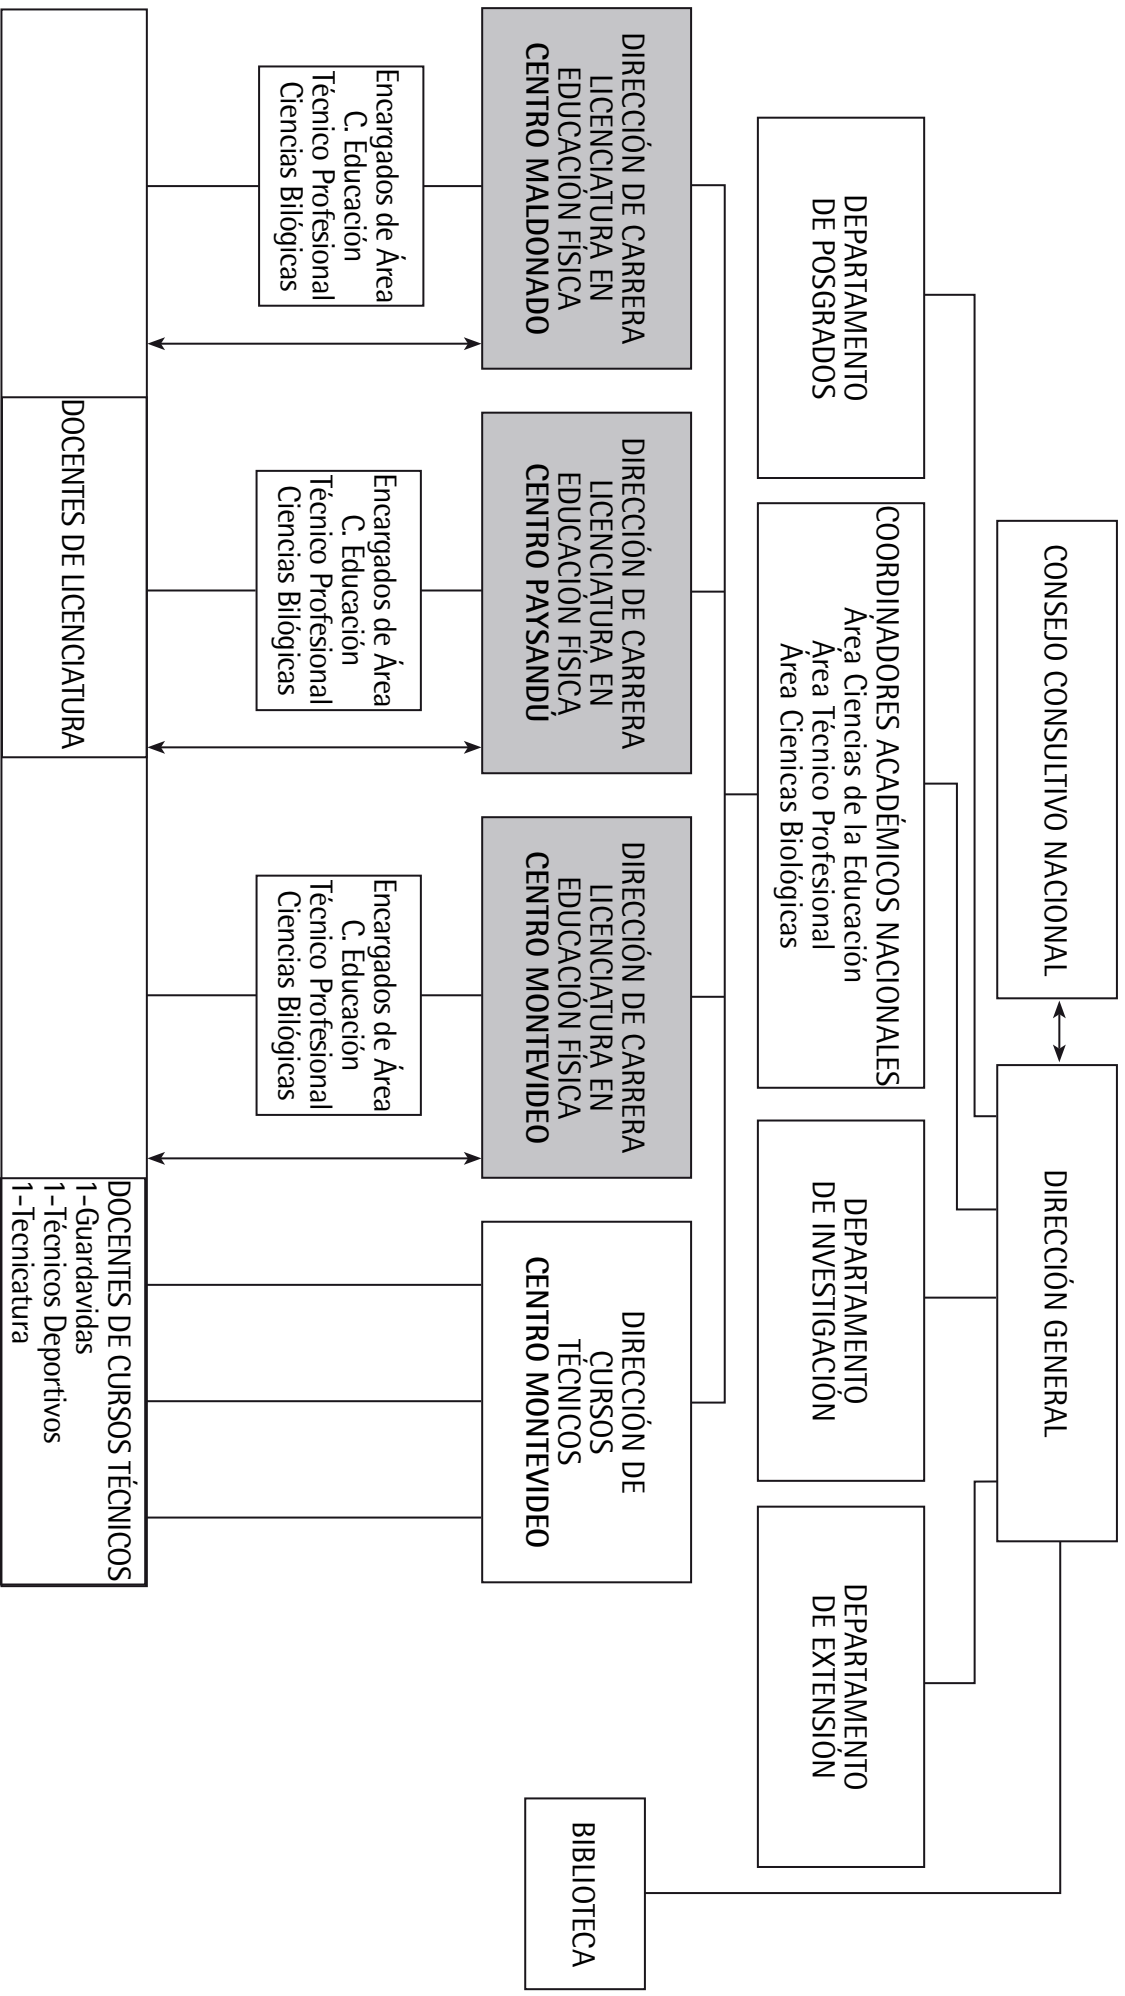 CONSEJO CONSULTIVO NACIONAL
DIRECCIÓN GENERAL
DEPARTAMENTO
DE POSGRADOS
COORDINADORES ACADÉMICOS NACIONALES
Área Ciencias de la Educación
Área Técnico Profesional
Área Cienicas Biológicas
DEPARTAMENTO
DE INVESTIGACIÓN
DEPARTAMENTO
DE EXTENSIÓN
DIRECCIÓN DE CARRERA
LICENCIATURA EN
EDUCACIÓN FÍSICA
CENTRO MALDONADO
DIRECCIÓN DE CARRERA
LICENCIATURA EN
EDUCACIÓN FÍSICA
CENTRO PAYSANDÚ
DIRECCIÓN DE CARRERA
LICENCIATURA EN
EDUCACIÓN FÍSICA
CENTRO MONTEVIDEO
DIRECCIÓN DE
CURSOS
TÉCNICOS
CENTRO MONTEVIDEO
BIBLIOTECA
Encargados de Área
C. Educación
Técnico Profesional
Ciencias Bilógicas
Encargados de Área
C. Educación
Técnico Profesional
Ciencias Bilógicas
Encargados de Área
C. Educación
Técnico Profesional
Ciencias Bilógicas
DOCENTES DE LICENCIATURA
DOCENTES DE CURSOS TÉCNICOS
1-Guardavidas
1-Técnicos Deportivos
1-Tecnicatura